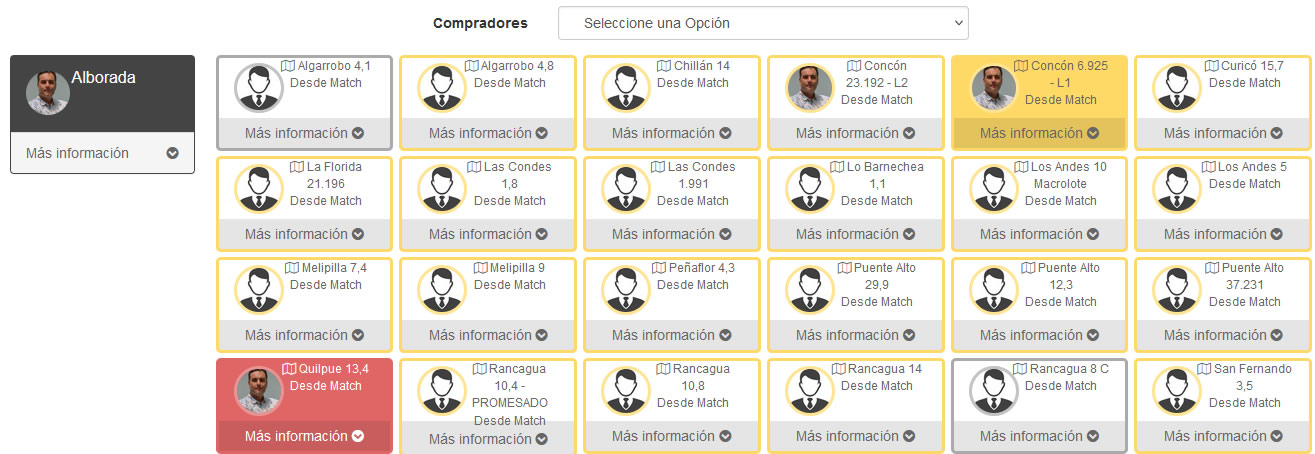 Compradores
Seleccione una Opción
Alborada
Más información
Algarrobo 4,1
Desde Match
Más información
Algarrobo 4,8
Desde Match
Más información
Chillán 14
Desde Match
Más información
Concón
23.192 - L2
Desde Match
Más información
Concón 6.925
- L1
Desde Match
Más información
Curicó 15,7
Desde Match
Más información
La Florida
21.196
Desde Match
Más información
Las Condes
1,8
Desde Match
Más información
Las Condes
1.991
Desde Match
Más información
Lo Barnechea
1,1
Desde Match
Más información
Los Andes 10
Macrolote
Desde Match
Más información
Los Andes 5
Desde Match
Más información
Melipilla 7,4
Desde Match
Más información
Melipilla 9
Desde Match
Más información
Peñaflor 4,3
Desde Match
Más información
Puente Alto
29,9
Desde Match
Más información
Puente Alto
12,3
Desde Match
Más información
Puente Alto
37.231
Desde Match
Más información
Quilpue 13,4
Desde Match
Más información
Rancagua
10,4 -
PROMESADO
Desde Match
Más información
Rancagua
10,8
Desde Match
Más información
Rancagua 14
Desde Match
Más información
Rancagua 8 C
Desde Match
Más información
San Fernando
3,5
Desde Match
Más información